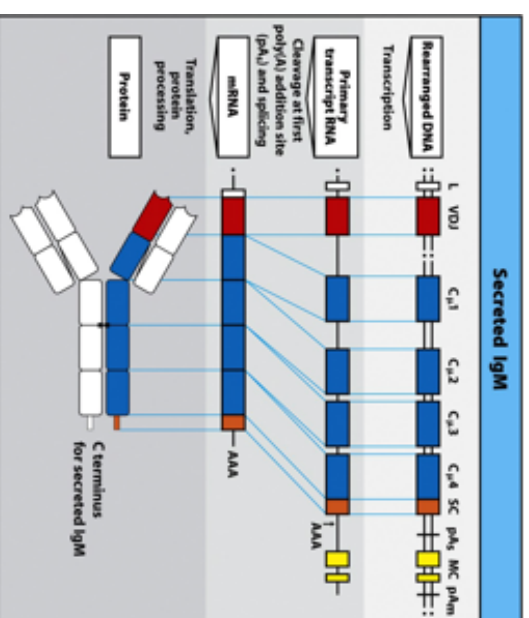 Secreted IgM
Rearranged DNA
L VDJ Cμ1 Cμ2 Cμ3 Cμ4 SC pAs MC pAm
Transcription
Primary
transcript RNA
AAA
Cleavage at first
poly(A) addition site
(pAs) and splicing
mRNA
AAA
Translation,
protein
processing
Protein
C terminus
for secreted IgM